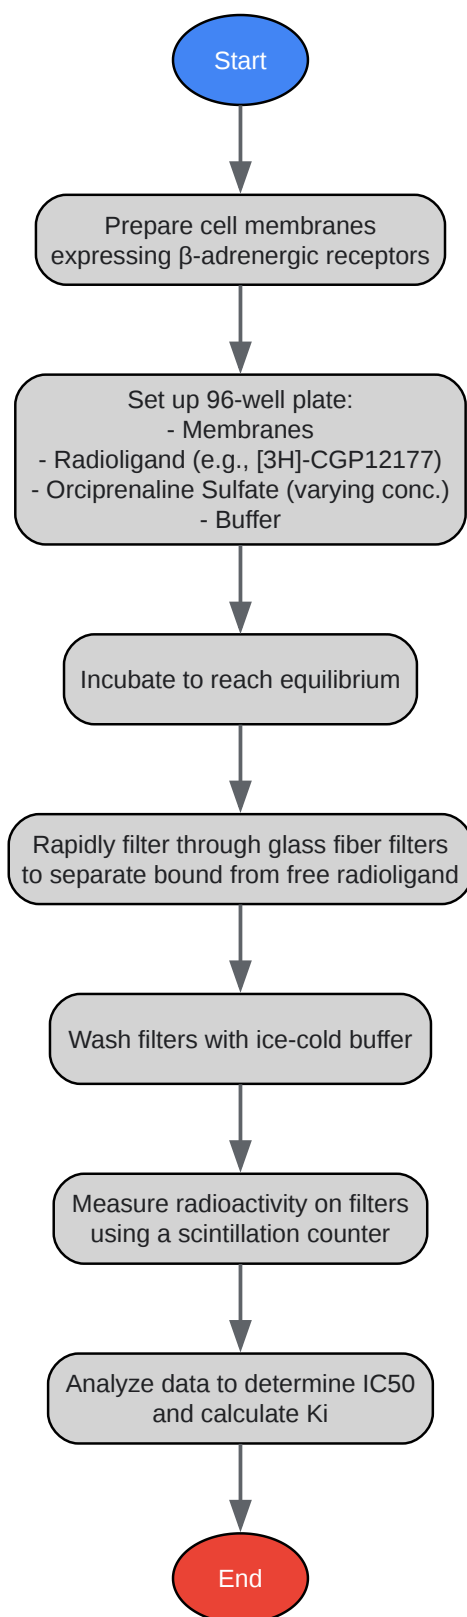 Start
Prepare cell membranes
expressing β-adrenergic receptors
Set up 96-well plate:
- Membranes
- Radioligand (e.g., [3H]-CGP12177)
- Orciprenaline Sulfate (varying conc.)
- Buffer
Incubate to reach equilibrium
Rapidly filter through glass fiber filters
to separate bound from free radioligand
Wash filters with ice-cold buffer
Measure radioactivity on filters
using a scintillation counter
Analyze data to determine IC50
and calculate Ki
End